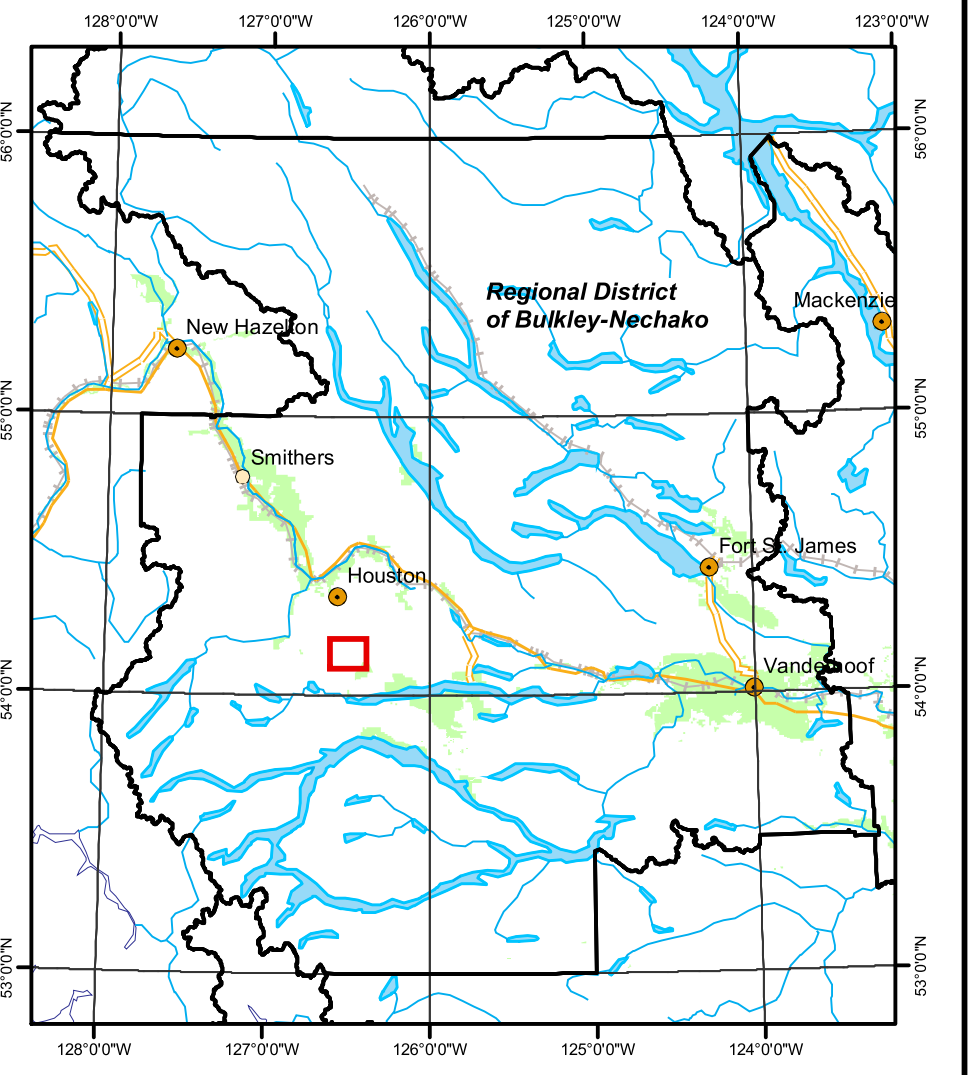 128°0'0"W 127°0'0"W 126°0'0"W 125°0'0"W 124°0'0"W 123°0'0"W
56°0'0"N 56°0'0"N
Regional District
of Bulkley-Nechako
Mackenzie
New Hazelton
55°0'0"N 55°0'0"N
Smithers
Fort St. James
Houston
Vanderhoof
54°0'0"N 54°0'0"N
53°0'0"N 53°0'0"N
128°0'0"W 127°0'0"W 126°0'0"W 125°0'0"W 124°0'0"W